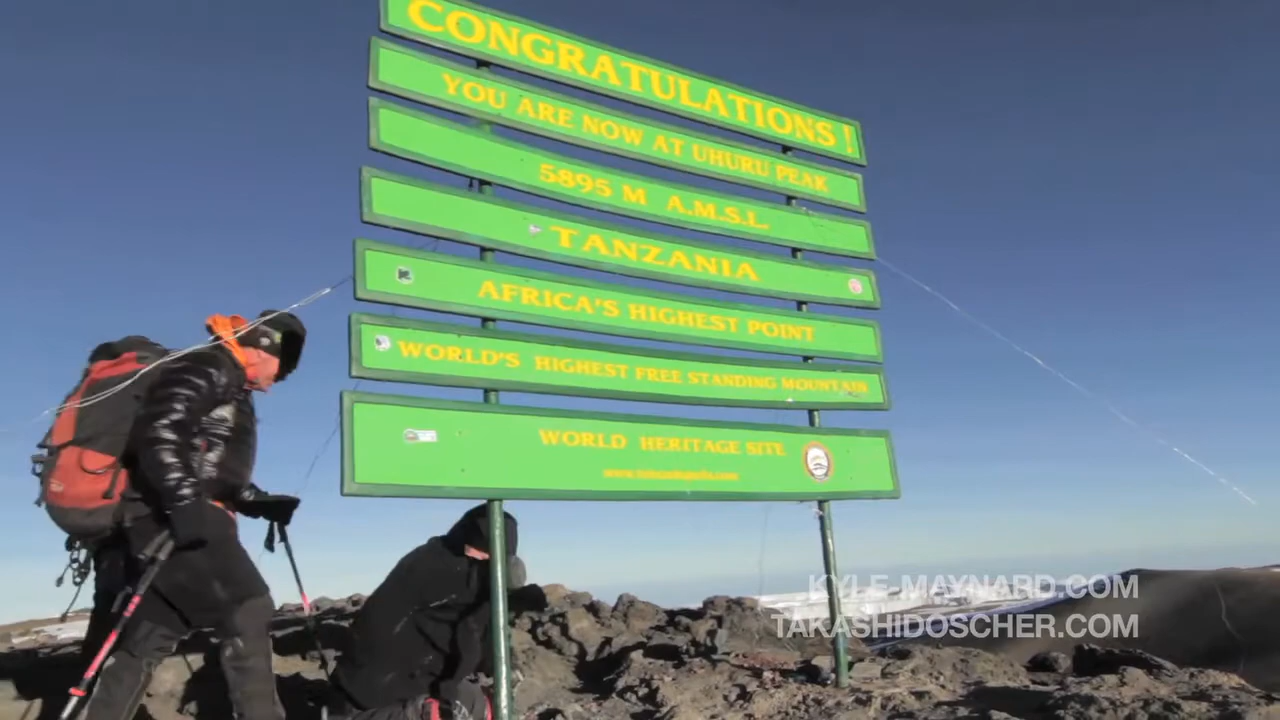 CONGRATULATIONS !
YOU ARE NOW AT UHURU PEAK
5895 M A.M.S.L.
TANZANIA
AFRICA'S HIGHEST POINT
WORLD'S HIGHEST FREE STANDING MOUNTAIN
WORLD HERITAGE SITE
KYLE-MAYNARD.COM
TAKASHIDOSCHER.COM